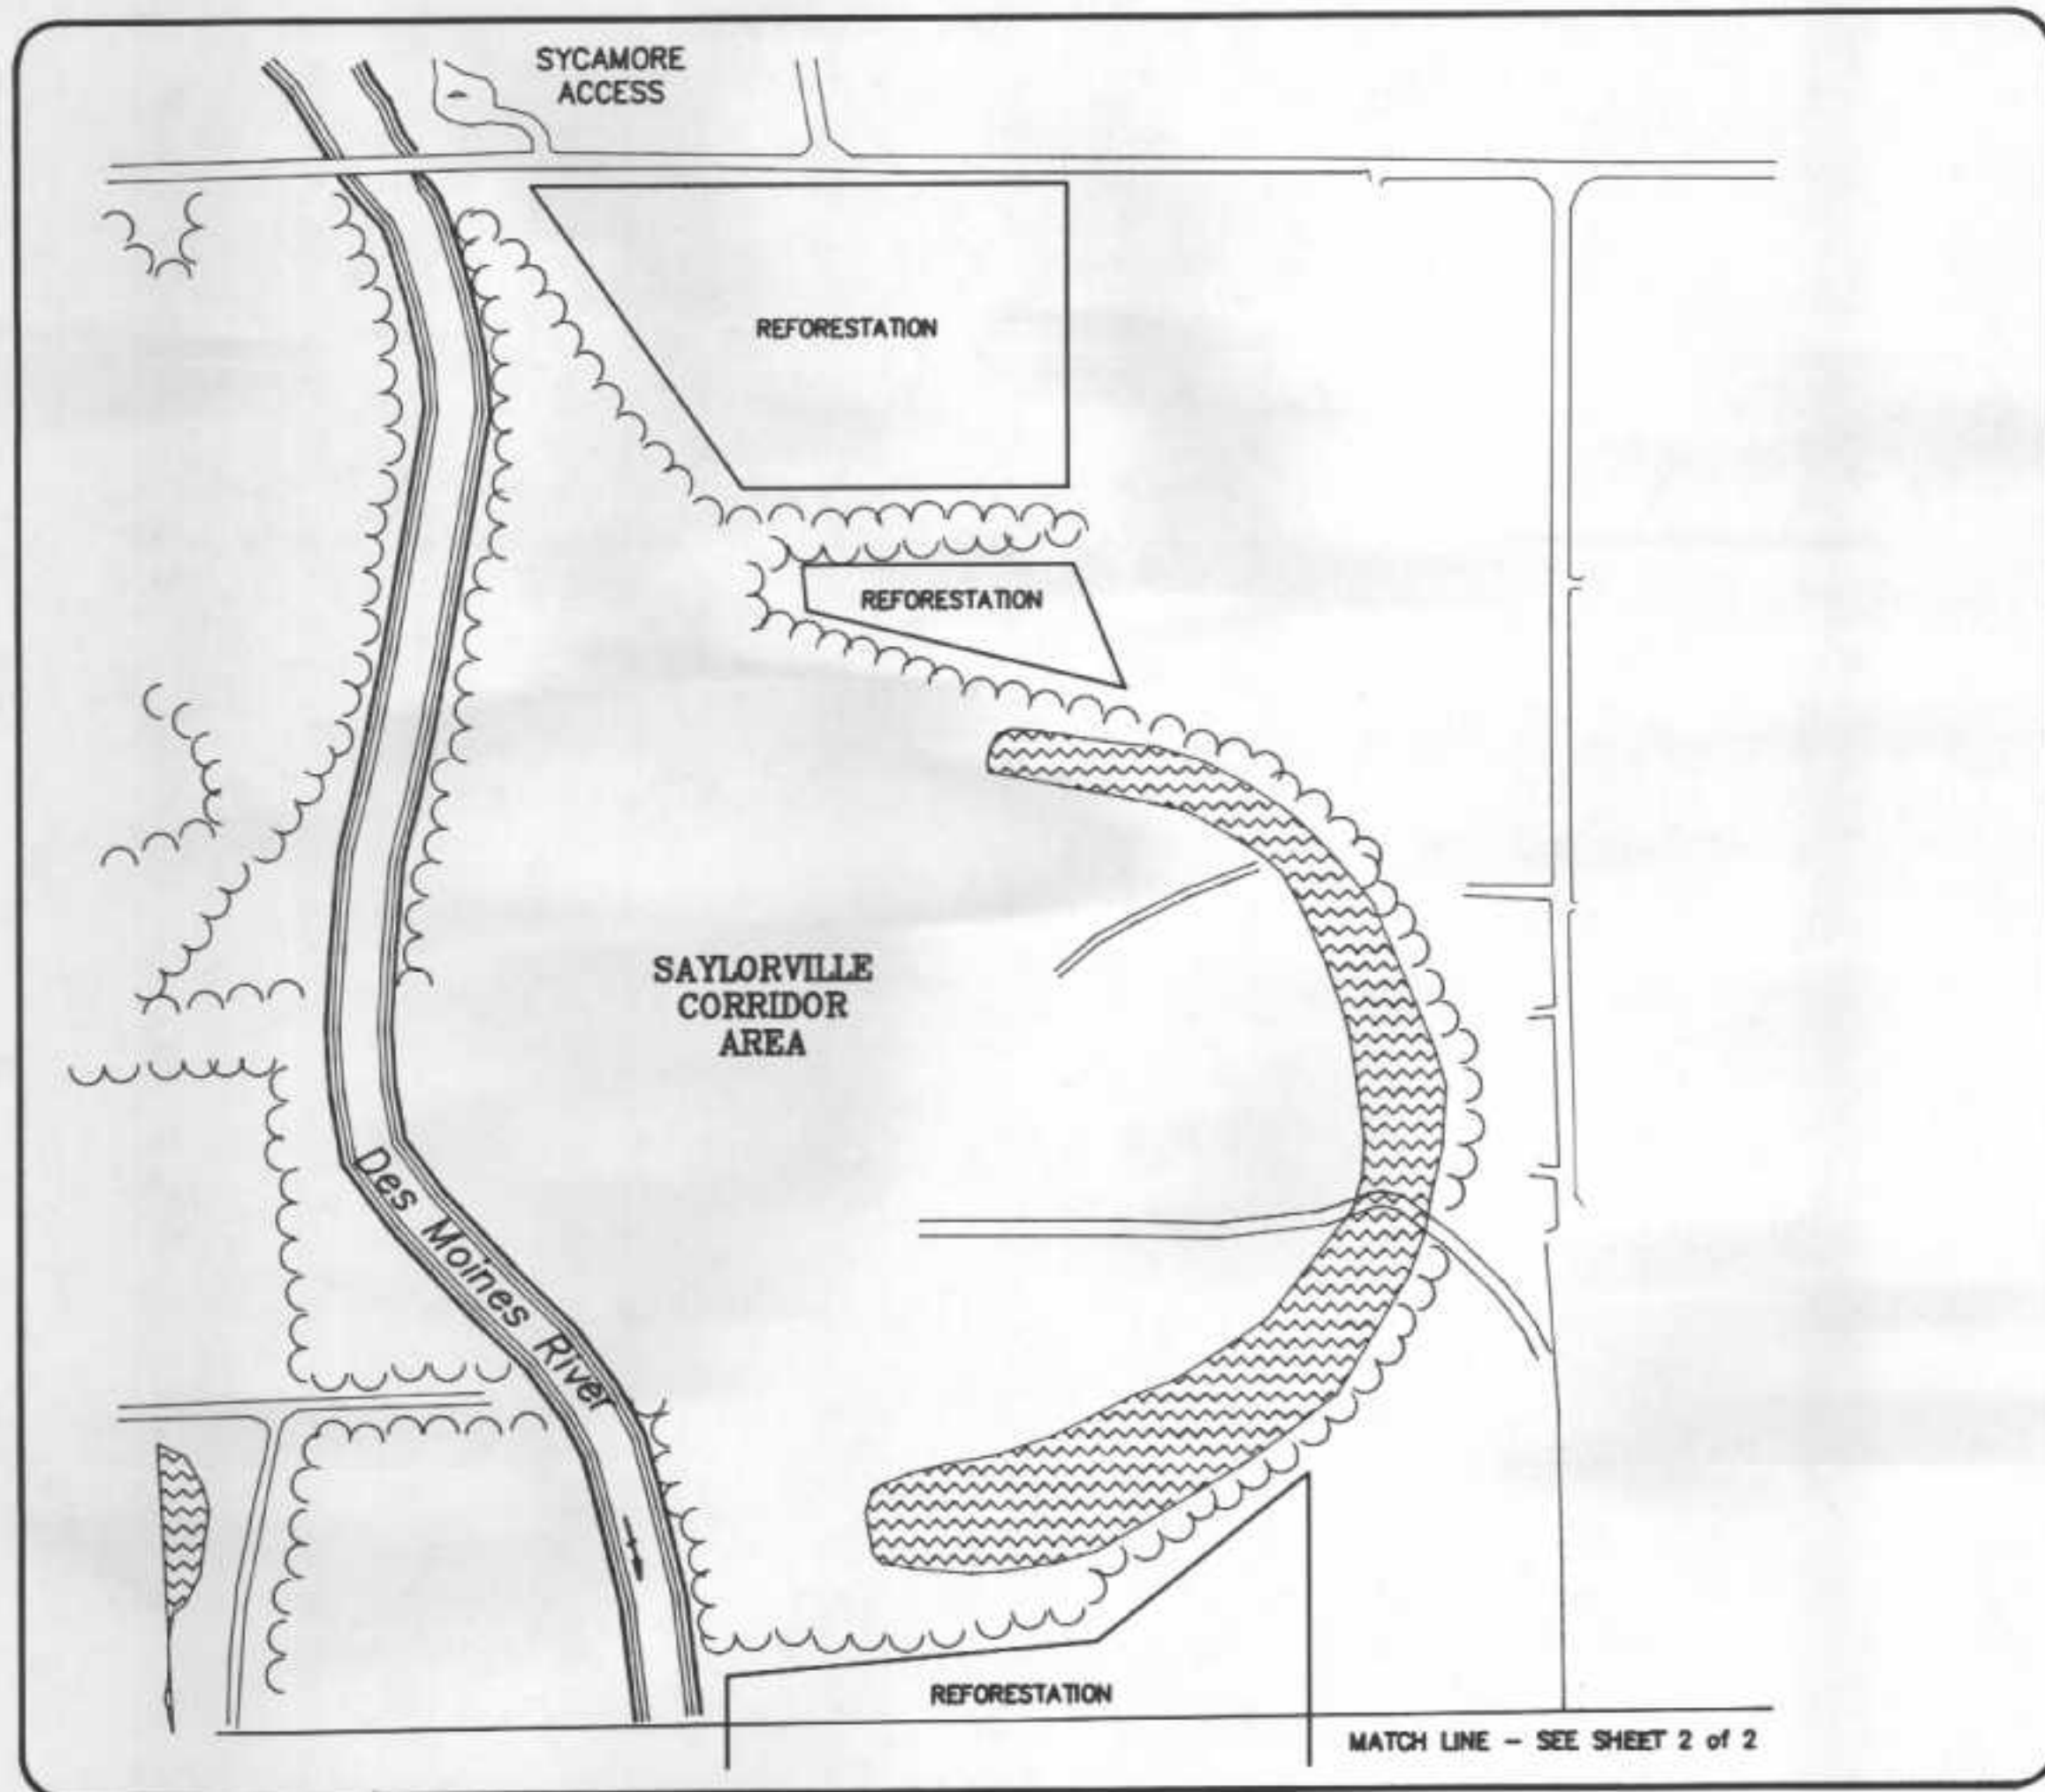 SYCAMORE
ACCESS
REFORESTATION
REFORESTATION
SAYLORVILLE
CORRIDOR
AREA
Des Moines River
REFORESTATION
MATCH LINE – SEE SHEET 2 of 2